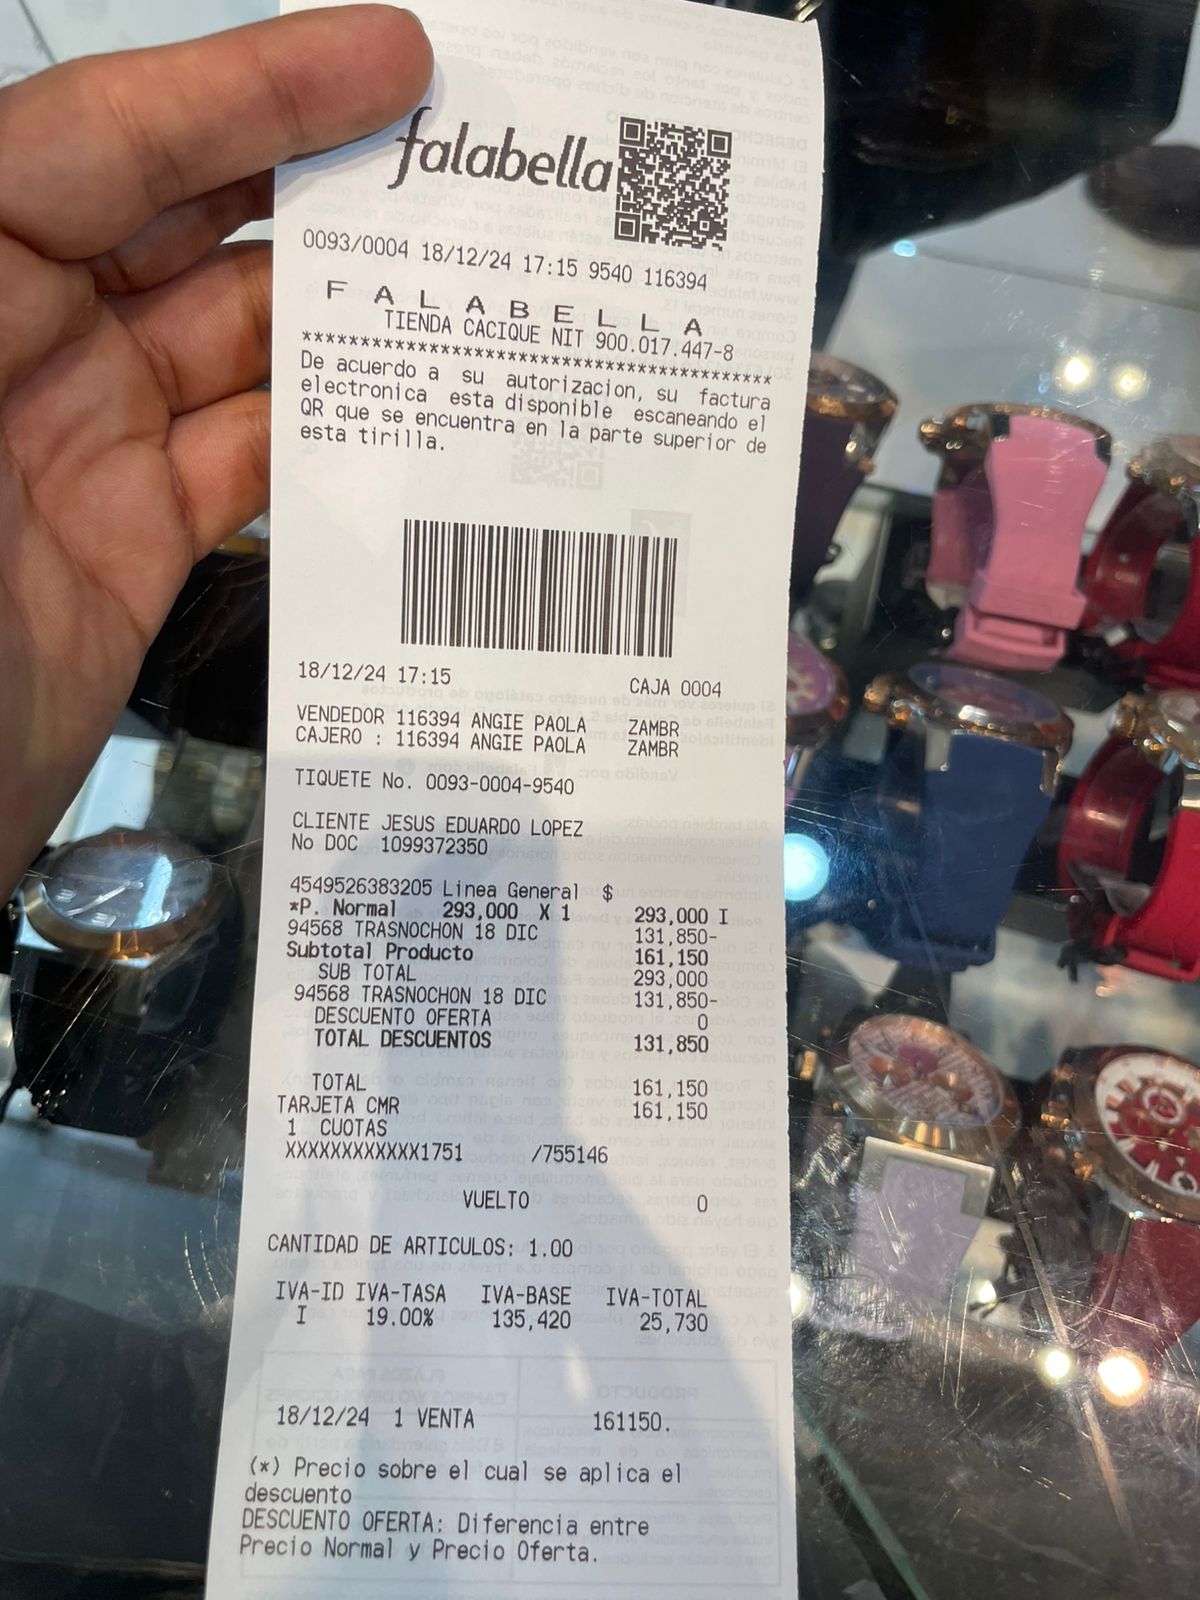 falabella
0093/0004 18/12/24 17:15 9540 116394
F A L A B E L L A
TIENDA CACIQUE NIT 900.017.447-8
******************************************
De acuerdo a su autorizacion, su factura
electronica esta disponible escaneando el
QR que se encuentra en la parte superior de
esta tirilla.
18/12/24 17:15 CAJA 0004
VENDEDOR 116394 ANGIE PAOLA ZAMBR
CAJERO : 116394 ANGIE PAOLA ZAMBR
TIQUETE No. 0093-0004-9540
CLIENTE JESUS EDUARDO LOPEZ
No DOC 1099372350
4549526383205 Linea General $
*P. Normal 293,000 X 1 293,000 I
94568 TRASNOCHON 18 DIC 131,850-
Subtotal Producto 161,150
SUB TOTAL 293,000
94568 TRASNOCHON 18 DIC 131,850-
DESCUENTO OFERTA 0
TOTAL DESCUENTOS 131,850
TOTAL 161,150
TARJETA CMR 161,150
1 CUOTAS
XXXXXXXXXXXX1751 /755146
VUELTO 0
CANTIDAD DE ARTICULOS: 1.00
IVA-ID IVA-TASA IVA-BASE IVA-TOTAL
I 19.00% 135,420 25,730
18/12/24 1 VENTA 161150.
(*) Precio sobre el cual se aplica el
descuento
DESCUENTO OFERTA: Diferencia entre
Precio Normal y Precio Oferta.